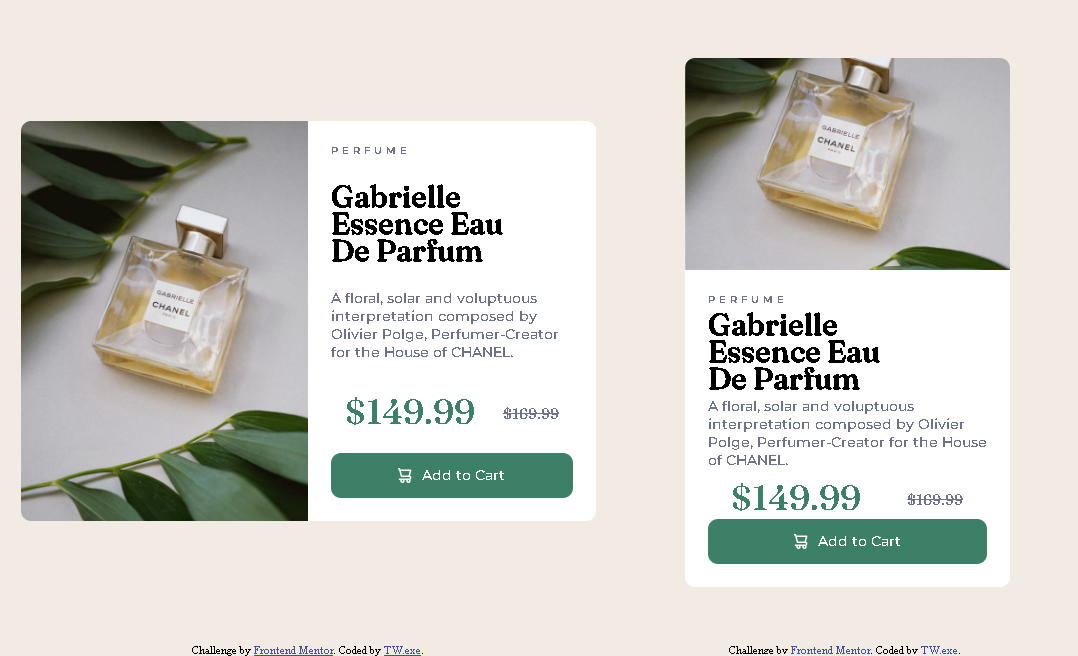 GABRIELLE
CHANEL
PARIS
PERFUME
Gabrielle
Essence Eau
De Parfum
A floral, solar and voluptuous
interpretation composed by
Olivier Polge, Perfumer-Creator
for the House of CHANEL.
$149.99 $169.99
Add to Cart
Challenge by Frontend Mentor. Coded by TW.exe.
GABRIELLE
CHANEL
PARIS
PERFUME
Gabrielle
Essence Eau
De Parfum
A floral, solar and voluptuous
interpretation composed by Olivier
Polge, Perfumer-Creator for the House
of CHANEL.
$149.99 $169.99
Add to Cart
Challenge by Frontend Mentor. Coded by TW.exe.